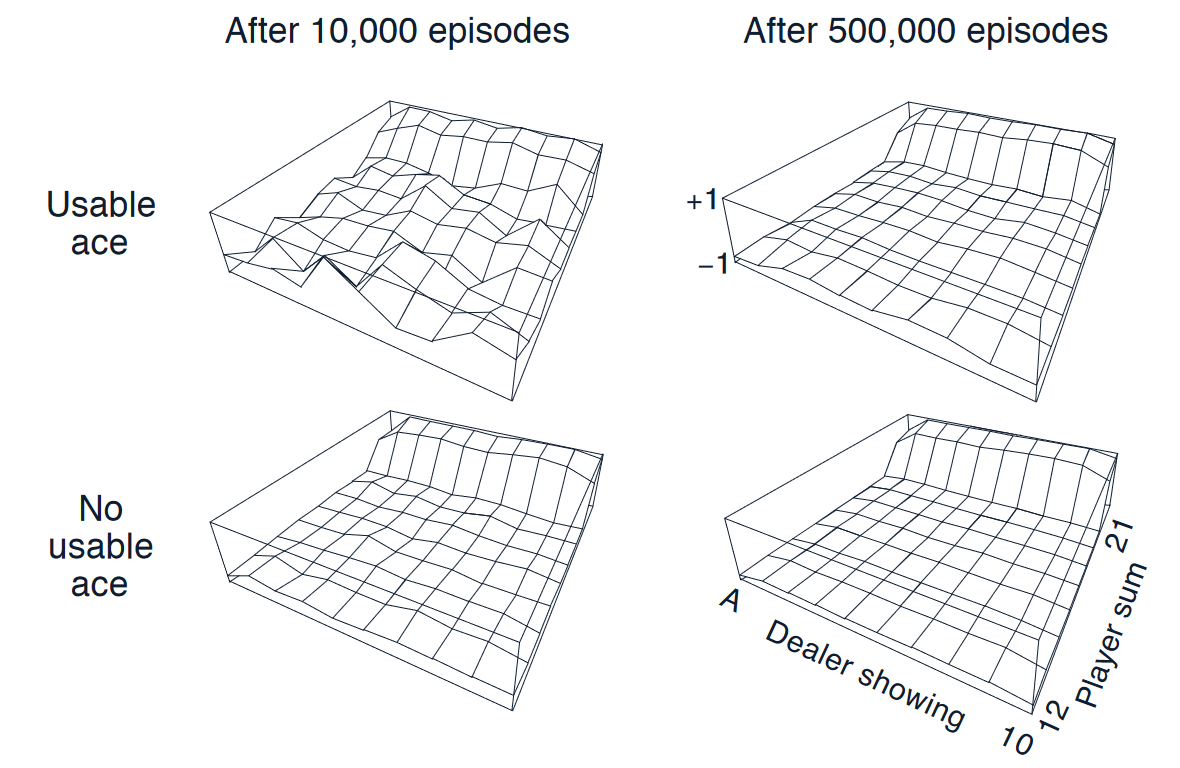 After 10,000 episodes
After 500,000 episodes
Usable
ace
+1
−1
No
usable
ace
A
Dealer showing
10
12
Player sum
21